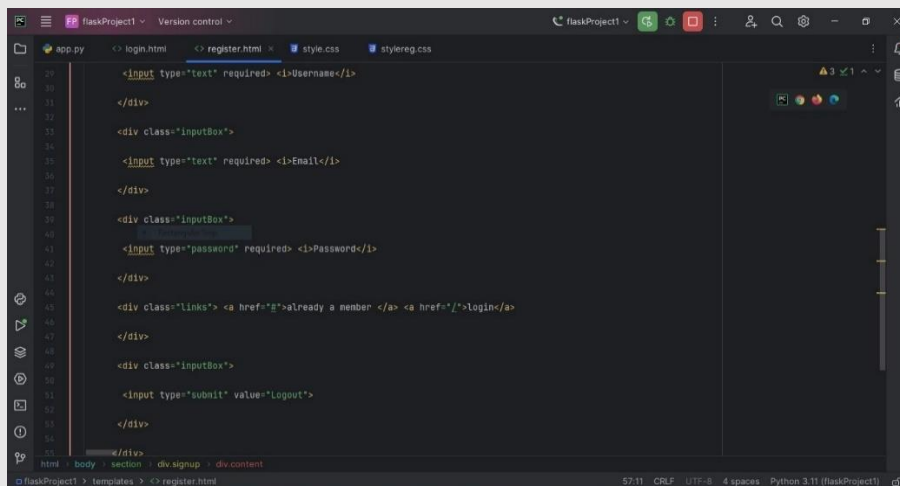 FP flaskProject1 Version control flaskProject1
app.py <> login.html <> register.html × style.css stylereg.css
29 <input type="text" required> <i>Username</i> 3 1
30
31 </div>
32
33 <div class="inputBox">
34
35 <input type="text" required> <i>Email</i>
36
37 </div>
38
39 <div class="inputBox">
40
41 <input type="password" required> <i>Password</i>
42
43 </div>
44
45 <div class="links"> <a href="#">already a member </a> <a href="/">login</a>
46
47 </div>
48
49 <div class="inputBox">
50
51 <input type="submit" value="Logout">
52
53 </div>
54
55 </div>
html > body > section > div.signup > div.content
flaskProject1 > templates > <> register.html 57:11 CRLF UTF-8 4 spaces Python 3.11 (flaskProject1)